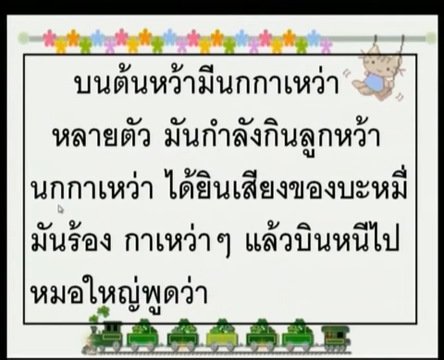 บนต้นหว้ามีนกกาเหว่า
หลายตัว มันกำลังกินลูกหว้า
นกกาเหว่า ได้ยินเสียงของบะหมี่
มันร้อง กาเหว่าๆ แล้วบินหนีไป
หมอใหญ่พูดว่า